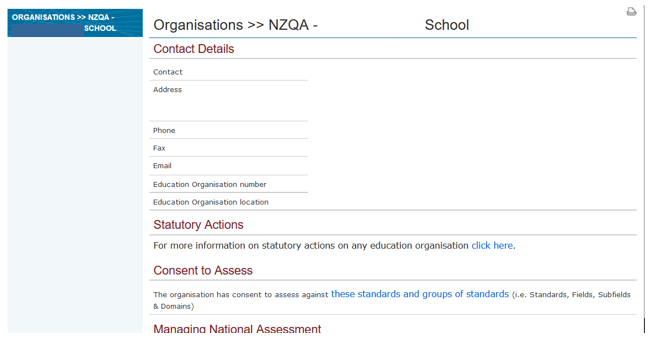 ORGANISATIONS >> NZQA -
SCHOOL
Organisations >> NZQA - School
Contact Details
Contact
Address
Phone
Fax
Email
Education Organisation number
Education Organisation location
Statutory Actions
For more information on statutory actions on any education organisation click here.
Consent to Assess
The organisation has consent to assess against these standards and groups of standards (i.e. Standards, Fields, Subfields
& Domains)
Managing National Assessment